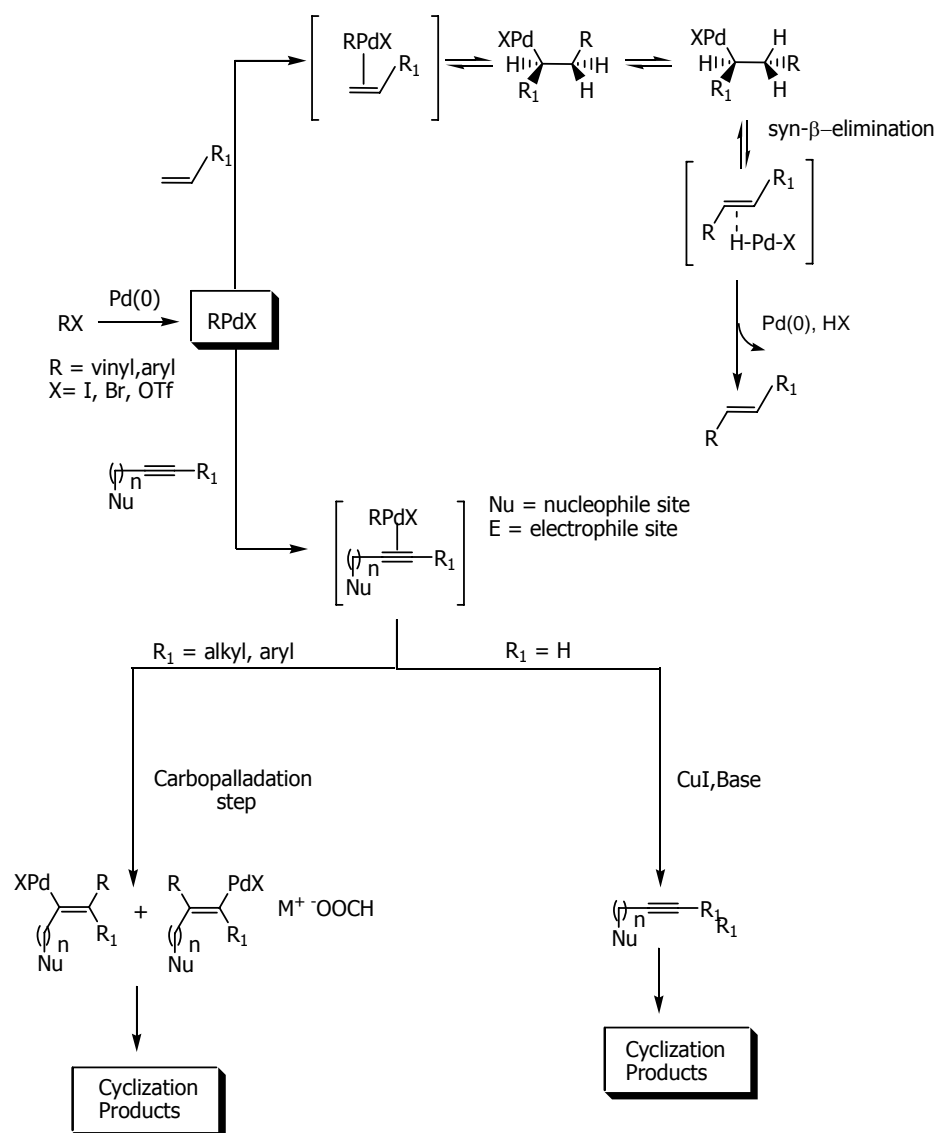 RPdX
R₁
XPd
R
H
H
R₁
H
XPd
H
H
R
R₁
H
syn-β–elimination
R₁
R₁
R
H-Pd-X
Pd(0)
RX
RPdX
Pd(0), HX
R = vinyl,aryl
X= I, Br, OTf
R₁
R
( )n
R₁
Nu
Nu = nucleophile site
E = electrophile site
RPdX
( )n
R₁
Nu
R₁ = alkyl, aryl
R₁ = H
Carbopalladation
step
CuI,Base
XPd
R
+
R
PdX
M⁺ ⁻OOCH
( )n
R₁
Nu
( )n
R₁
Nu
( )n
R₁
R₁
Nu
Cyclization
Products
Cyclization
Products